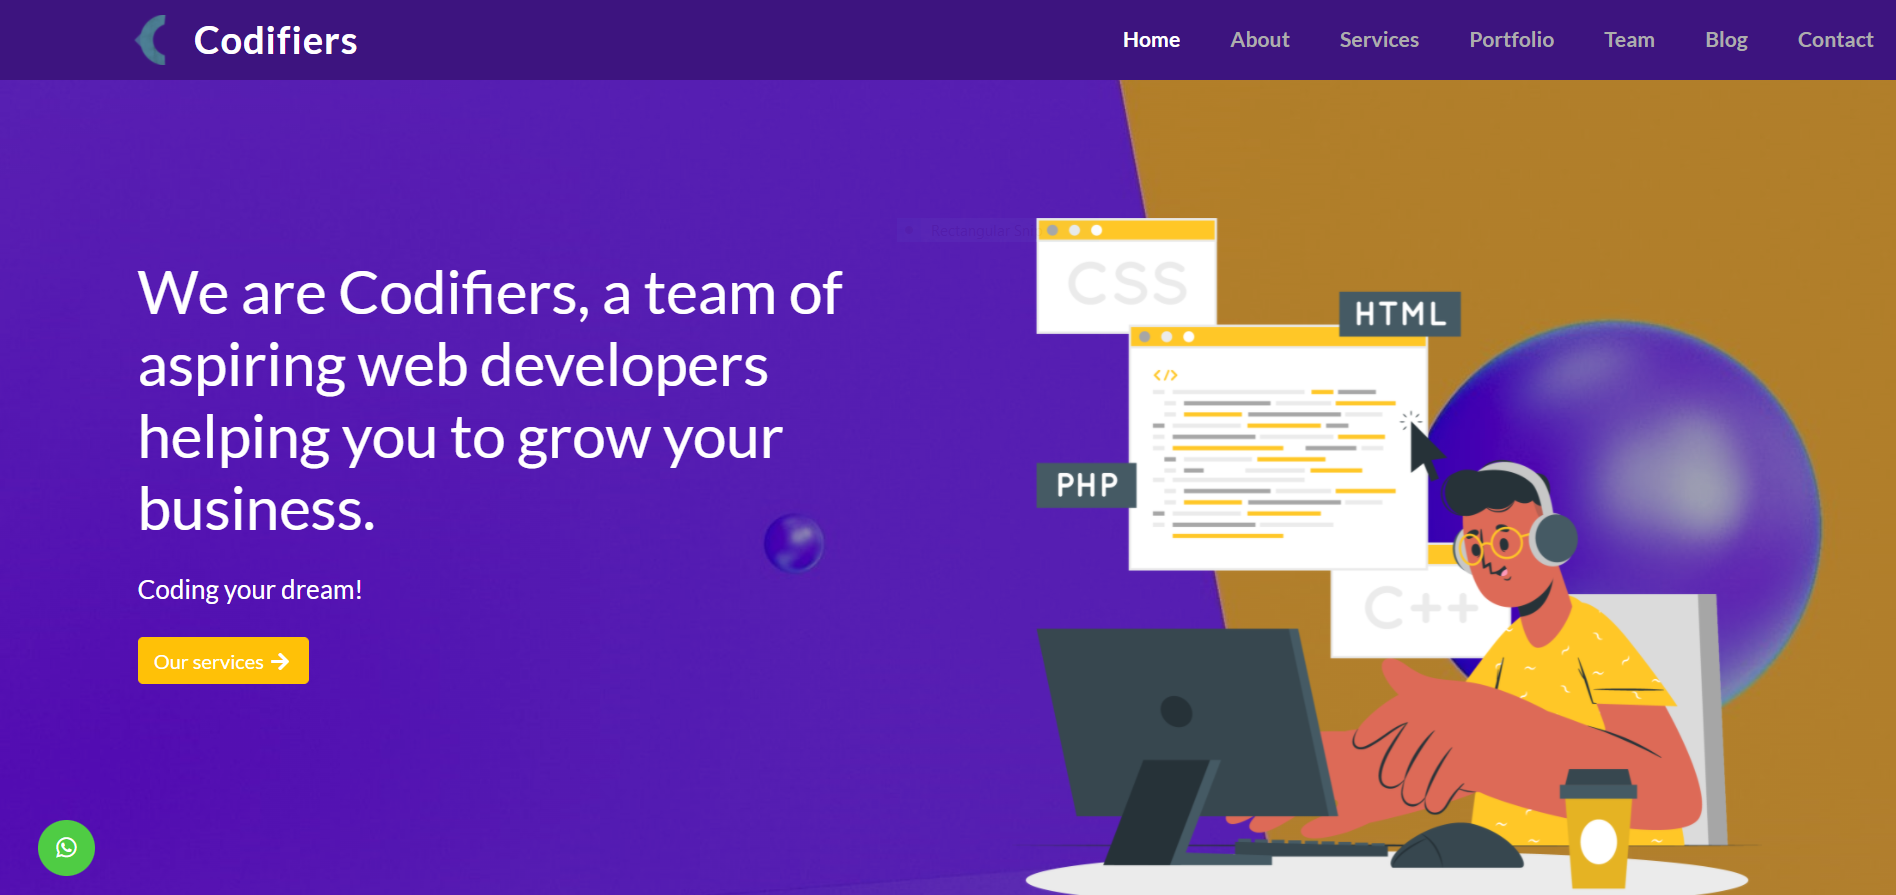 Codifiers
Home About Services Portfolio Team Blog Contact
Rectangular
CSS
HTML
</>
PHP
C++
We are Codifiers, a team of
aspiring web developers
helping you to grow your
business.
Coding your dream!
Our services